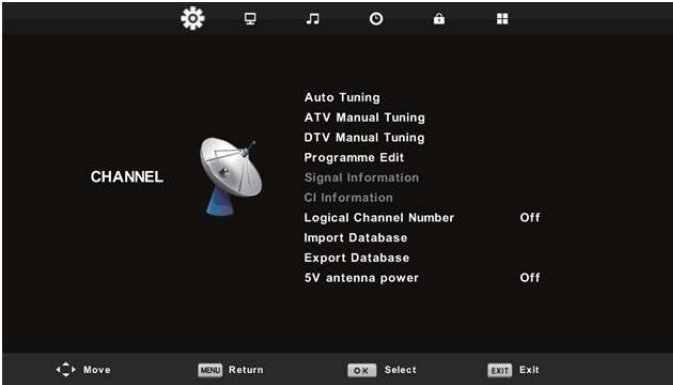 Auto Tuning
ATV Manual Tuning
DTV Manual Tuning
Programme Edit
CHANNEL
Signal Information
CI Information
Logical Channel Number Off
Import Database
Export Database
5V antenna power Off
Move MENU Return OK Select EXIT Exit